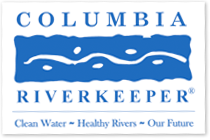 COLUMBIA
RIVERKEEPER®
Clean Water ~ Healthy Rivers ~ Our Future